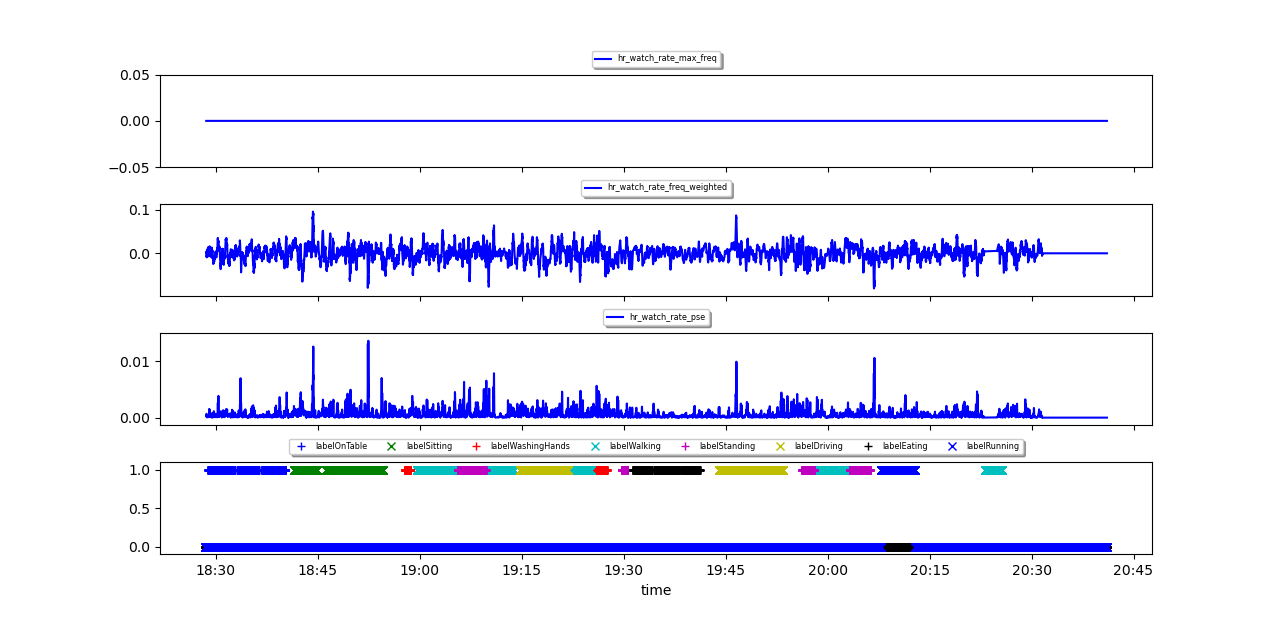 hr_watch_rate_max_freq
0.05
0.00
−0.05
hr_watch_rate_freq_weighted
0.1
0.0
hr_watch_rate_pse
0.01
0.00
labelOnTable labelSitting labelWashingHands labelWalking labelStanding labelDriving labelEating labelRunning
1.0
0.5
0.0
18:30 18:45 19:00 19:15 19:30 19:45 20:00 20:15 20:30 20:45
time